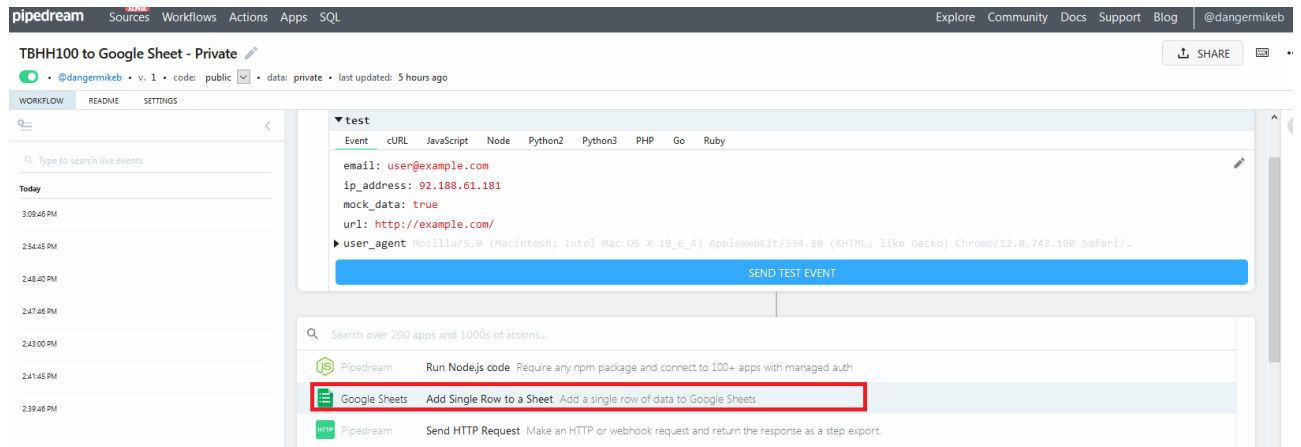 pipedream Sources ALPHA Workflows Actions Apps SQL Explore Community Docs Support Blog @dangermikeb
TBHH100 to Google Sheet - Private SHARE
• @dangermikeb • v. 1 • code: public • data: private • last updated: 5 hours ago
WORKFLOW README SETTINGS
test
Event cURL JavaScript Node Python2 Python3 PHP Go Ruby
Type to search live events
email: user@example.com
Today
ip_address: 92.188.61.181
mock_data: true
3:09:46 PM
url: http://example.com/
2:54:45 PM
user_agent Mozilla/5.0 (Macintosh; Intel Mac OS X 10_6_4) AppleWebKit/534.30 (KHTML, like Gecko) Chrome/12.0.742.100 Safari/…
2:48:40 PM
SEND TEST EVENT
2:47:46 PM
2:43:00 PM
2:41:45 PM
2:39:46 PM
Search over 200 apps and 1000s of actions...
JS Pipedream Run Node.js code Require any npm package and connect to 100+ apps with managed auth
Google Sheets Add Single Row to a Sheet Add a single row of data to Google Sheets
HTTP Pipedream Send HTTP Request Make an HTTP or webhook request and return the response as a step export.